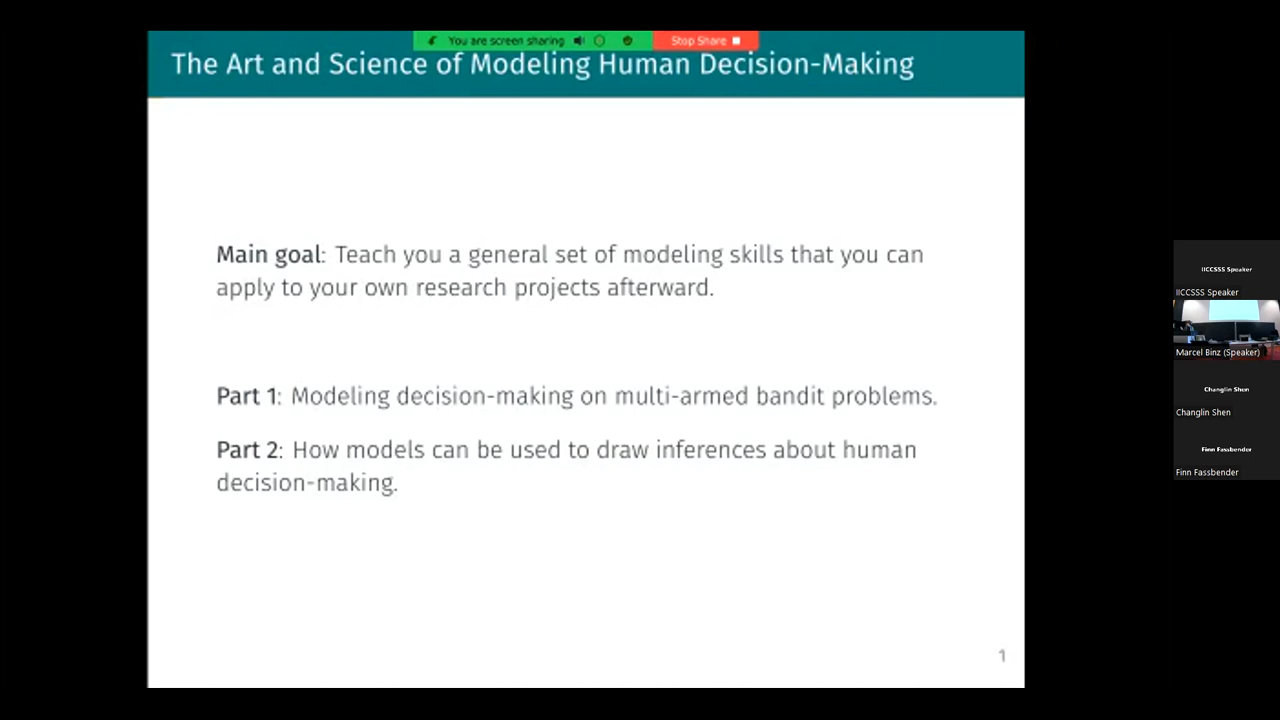 You are screen sharing
Stop Share
The Art and Science of Modeling Human Decision-Making
Main goal: Teach you a general set of modeling skills that you can
apply to your own research projects afterward.
Part 1: Modeling decision-making on multi-armed bandit problems.
Part 2: How models can be used to draw inferences about human
decision-making.
1
IICCSSS Speaker
IICCSSS Speaker
Marcel Binz (Speaker)
Changlin Shen
Changlin Shen
Finn Fassbender
Finn Fassbender